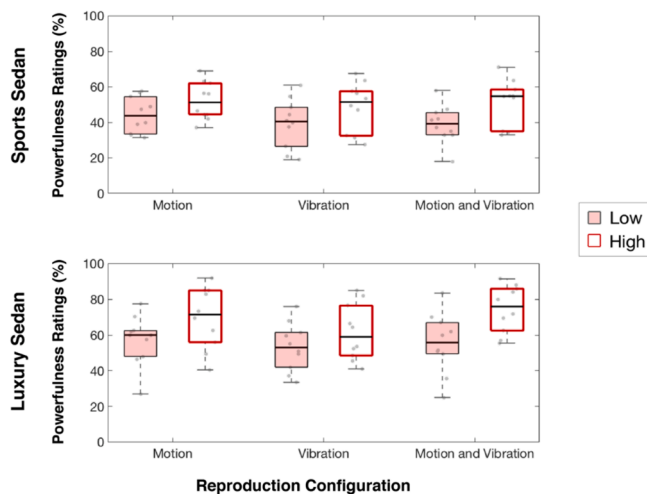 Sports Sedan
Powerfulness Ratings (%)
100
80
60
40
20
0
Motion
Vibration
Motion and Vibration
Low
High
Luxury Sedan
Powerfulness Ratings (%)
100
80
60
40
20
0
Motion
Vibration
Motion and Vibration
Reproduction Configuration